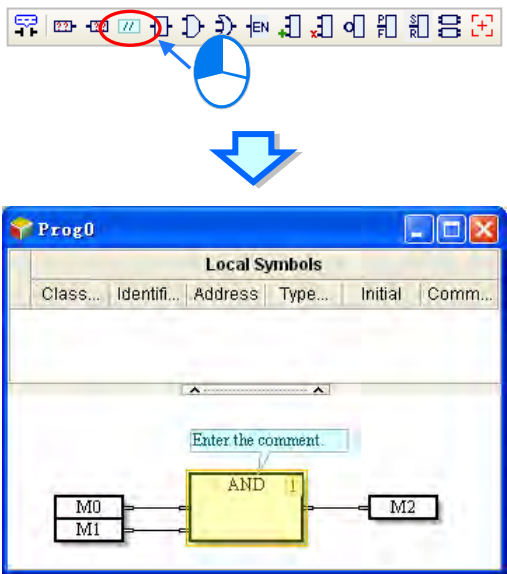 ?? ?? // EN
S
R R
Prog0
Local Symbols
Class... Identifi... Address Type... Initial Comm...
Enter the comment.
AND 1
M0 M2
M1